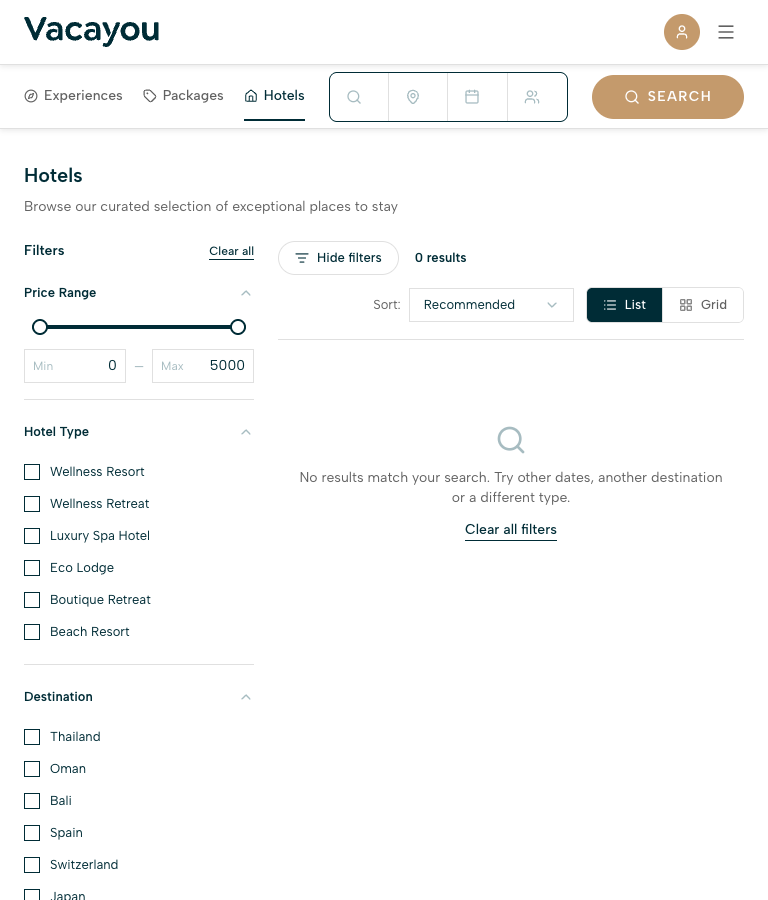 Vacayou
Experiences
Packages
Hotels
SEARCH
Hotels
Browse our curated selection of exceptional places to stay
Filters
Clear all
Price Range
Min 0 – Max 5000
Hotel Type
Wellness Resort
Wellness Retreat
Luxury Spa Hotel
Eco Lodge
Boutique Retreat
Beach Resort
Destination
Thailand
Oman
Bali
Spain
Switzerland
Japan
Hide filters
0 results
Sort: Recommended
List
Grid
No results match your search. Try other dates, another destination
or a different type.
Clear all filters